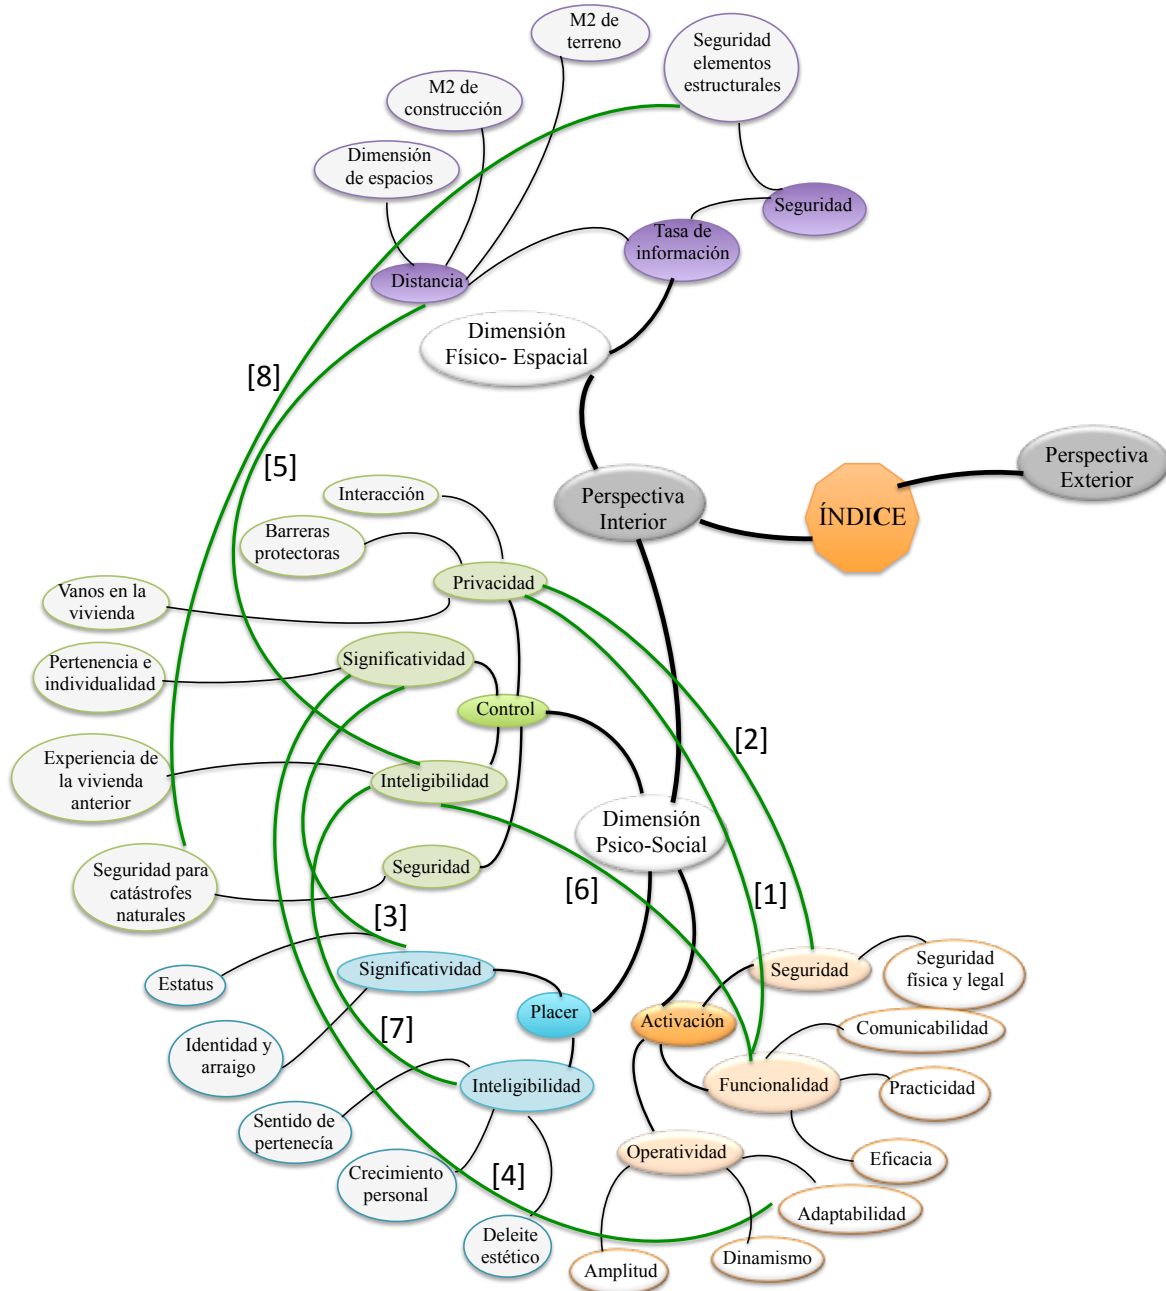 M2 de
terreno
Seguridad
elementos
estructurales
M2 de
construcción
Dimensión
de espacios
Seguridad
Tasa de
información
Distancia
Dimensión
Físico- Espacial
[8]
[5]
Perspectiva
Exterior
Interacción
Perspectiva
Interior
ÍNDICE
Barreras
protectoras
Privacidad
Vanos en la
vivienda
Significatividad
Pertenencia e
individualidad
Control
[2]
Experiencia de
la vivienda
anterior
Inteligibilidad
Dimensión
Psico-Social
Seguridad
Seguridad para
catástrofes
naturales
[6]
[1]
[3]
Significatividad
Seguridad
Seguridad
física y legal
Estatus
Placer
Activación
Comunicabilidad
[7]
Identidad y
arraigo
Inteligibilidad
Funcionalidad
Practicidad
Sentido de
pertenecía
Operatividad
Eficacia
Crecimiento
personal
[4]
Adaptabilidad
Deleite
estético
Dinamismo
Amplitud